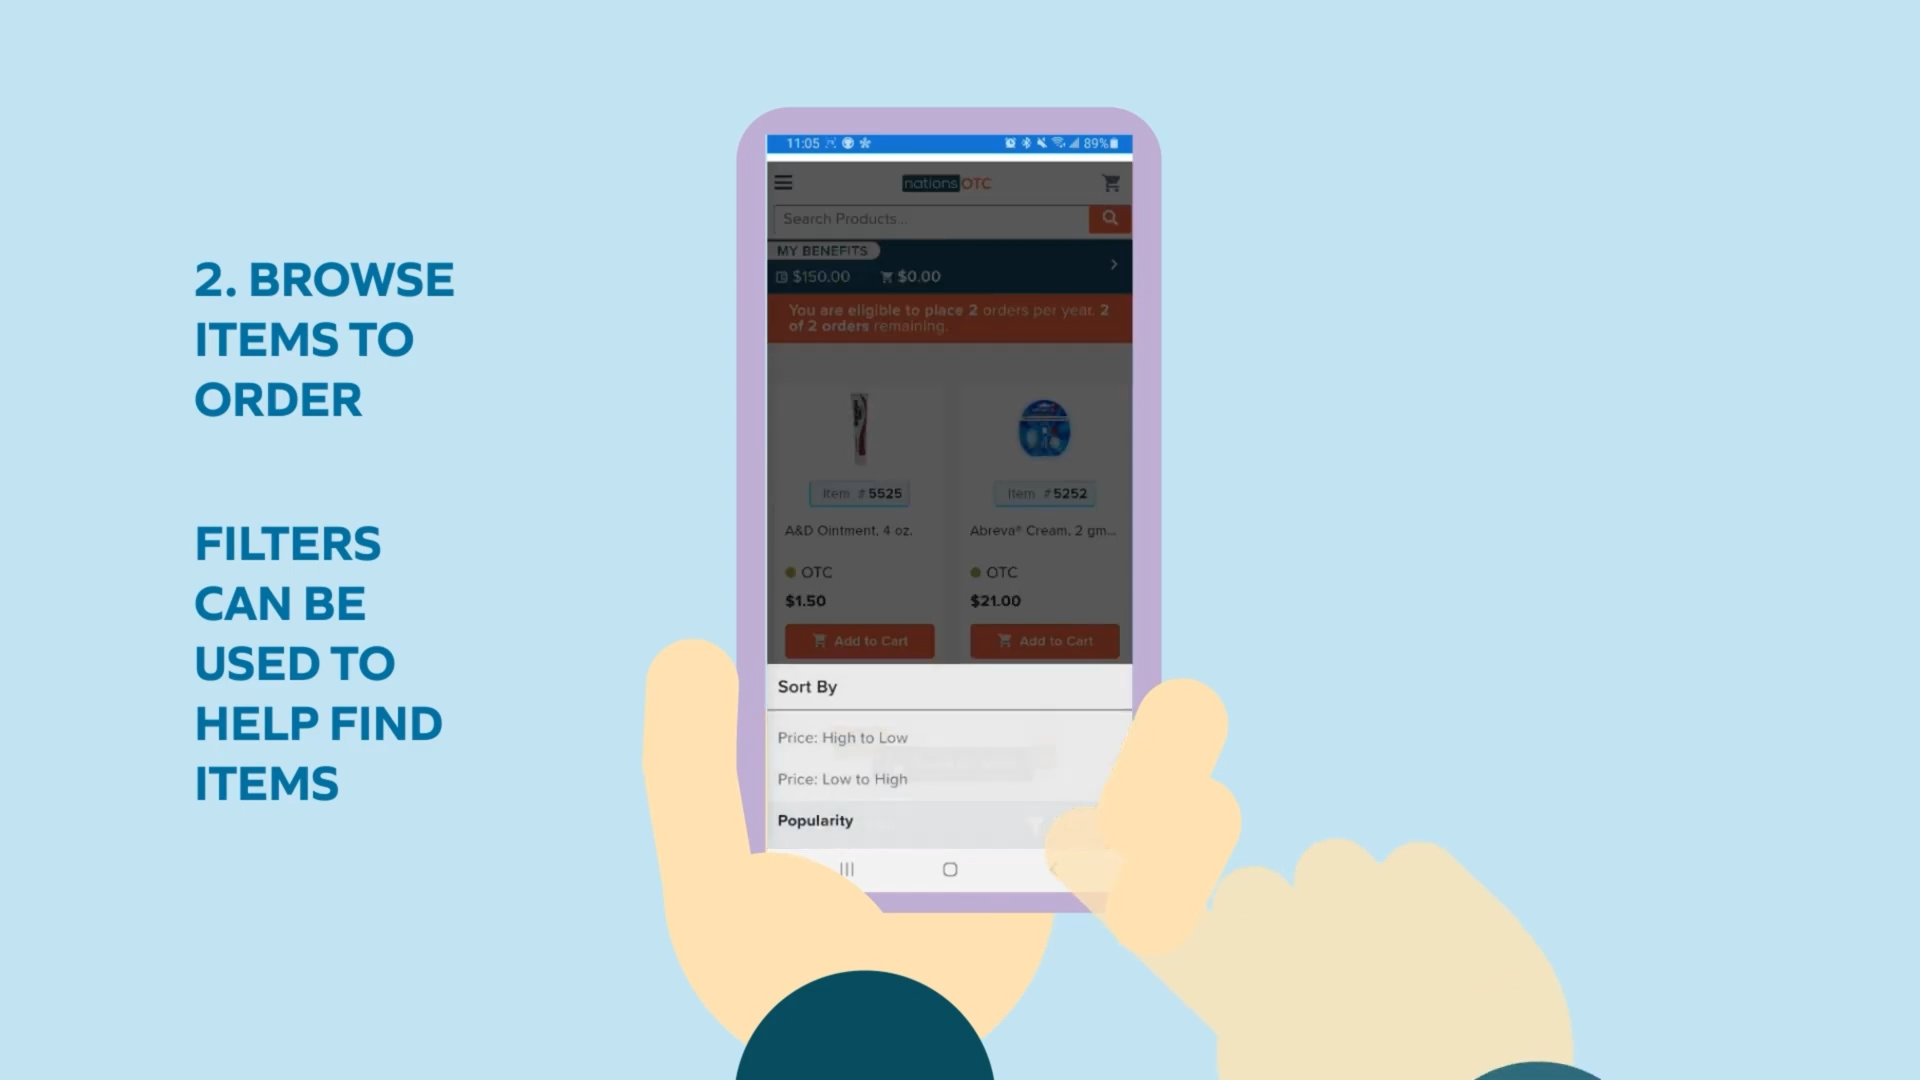 2. BROWSE
ITEMS TO
ORDER
FILTERS
CAN BE
USED TO
HELP FIND
ITEMS
11:05 89%
nations OTC
Search Products...
MY BENEFITS
$150.00 $0.00
You are eligible to place 2 orders per year. 2
of 2 orders remaining.
Item # 5525 Item # 5252
A&D Ointment, 4 oz. Abreva® Cream, 2 gm...
OTC OTC
$1.50 $21.00
Add to Cart Add to Cart
Sort By
Price: High to Low
Price: Low to High
Popularity